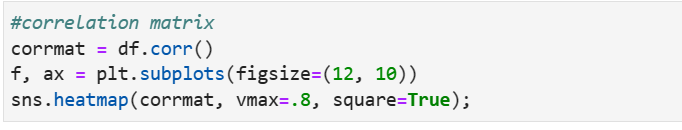 #correlation matrix
corrmat = df.corr()
f, ax = plt.subplots(figsize=(12, 10))
sns.heatmap(corrmat, vmax=.8, square=True);